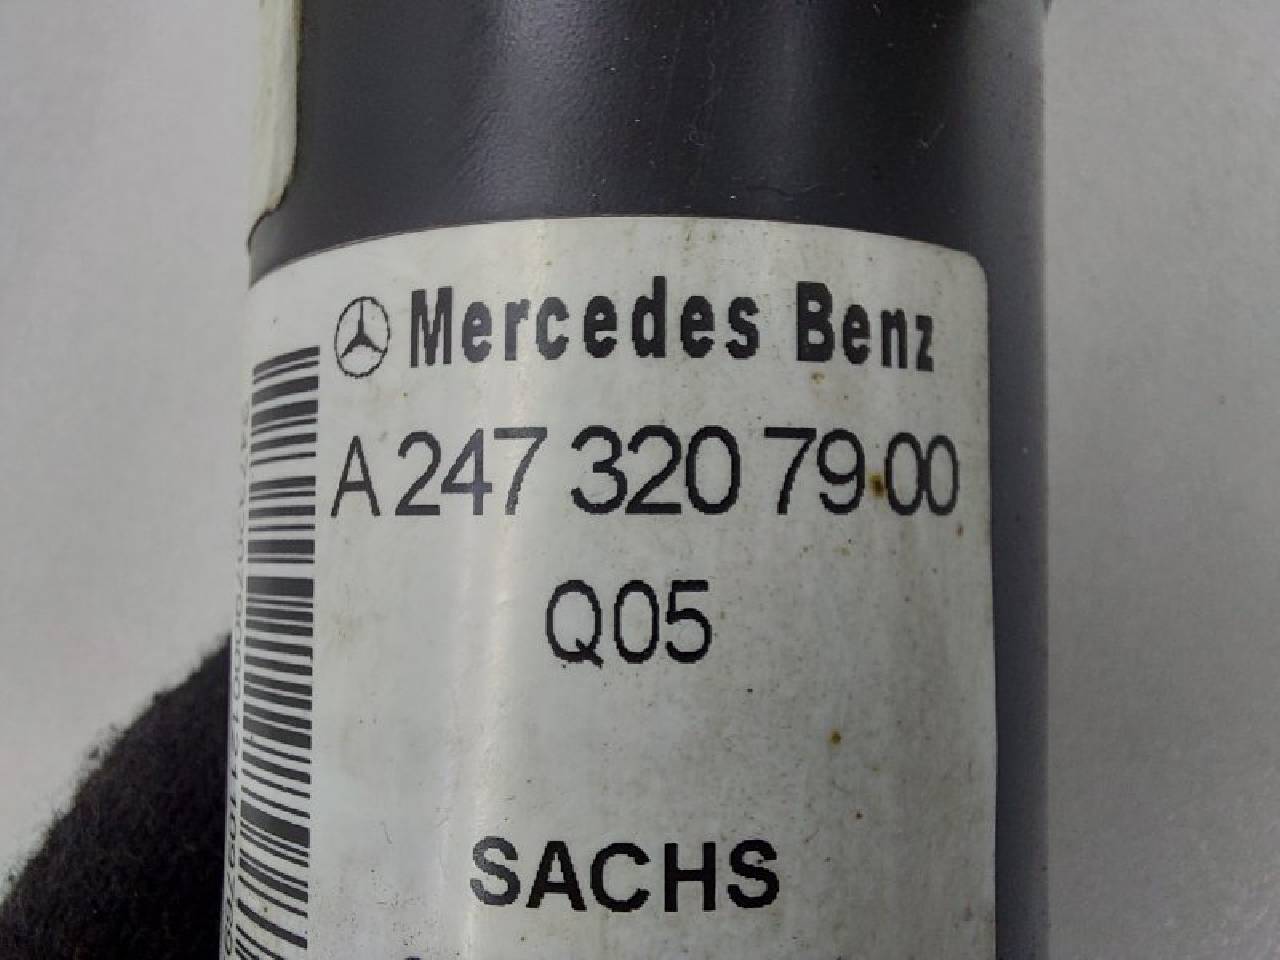 Mercedes Benz
A 247 320 79 00
Q05
SACHS